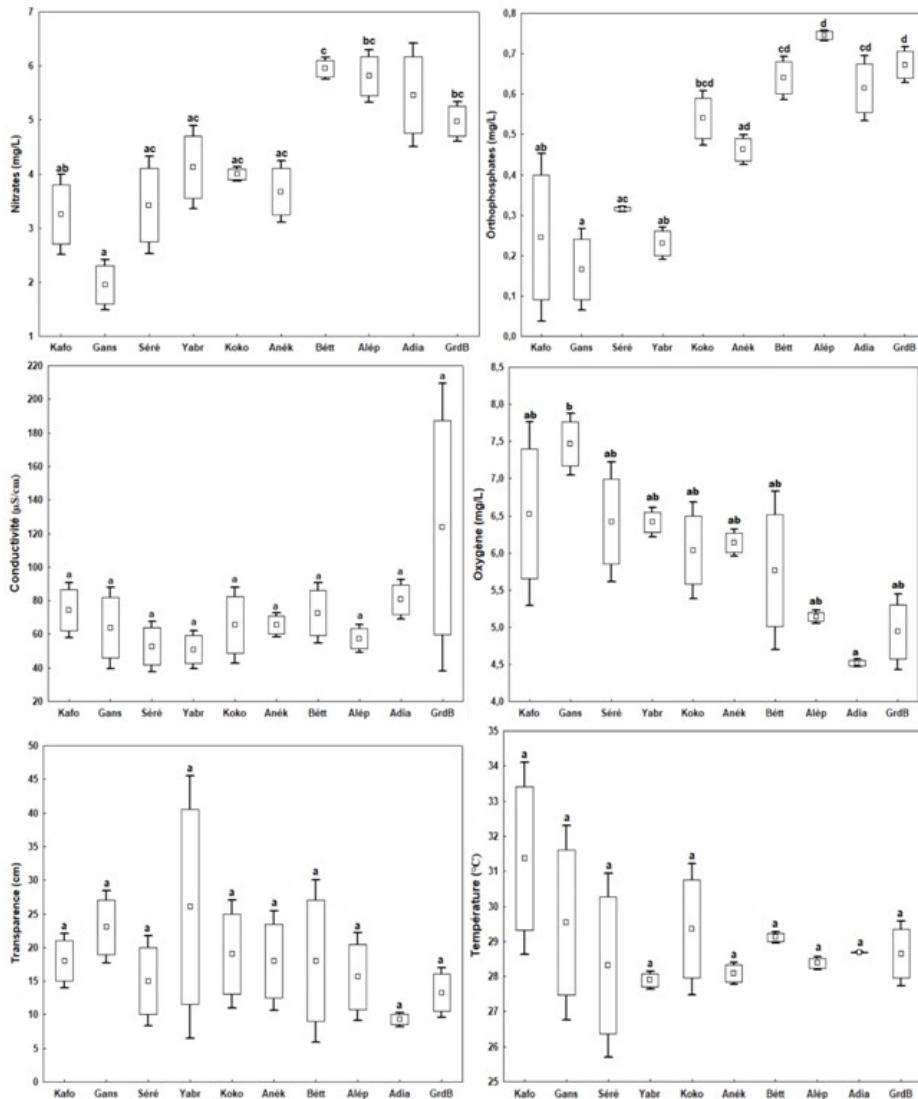 Nitrates (mg/L)
7
6
5
4
3
2
1
ab
a
ac
ac
ac
ac
c
bc
bc
Kafo Gans Séré Yabr Koko Anék Bétt Alép Adia GrdB
Orthophosphates (mg/L)
0,8
0,7
0,6
0,5
0,4
0,3
0,2
0,1
0,0
ab
a
ac
ab
bcd
ad
cd
d
cd
d
Kafo Gans Séré Yabr Koko Anék Bétt Alép Adia GrdB
Conductivité (µS/cm)
220
200
180
160
140
120
100
80
60
40
20
a
a
a
a
a
a
a
a
a
a
Kafo Gans Séré Yabr Koko Anék Bétt Alép Adia GrdB
Oxygène (mg/L)
8,5
8,0
7,5
7,0
6,5
6,0
5,5
5,0
4,5
4,0
ab
b
ab
ab
ab
ab
ab
ab
a
ab
Kafo Gans Séré Yabr Koko Anék Bétt Alép Adia GrdB
Transparence (cm)
50
45
40
35
30
25
20
15
10
5
0
a
a
a
a
a
a
a
a
a
a
Kafo Gans Séré Yabr Koko Anék Bétt Alép Adia GrdB
Température (°C)
35
34
33
32
31
30
29
28
27
26
25
a
a
a
a
a
a
a
a
a
a
Kafo Gans Séré Yabr Koko Anék Bétt Alép Adia GrdB